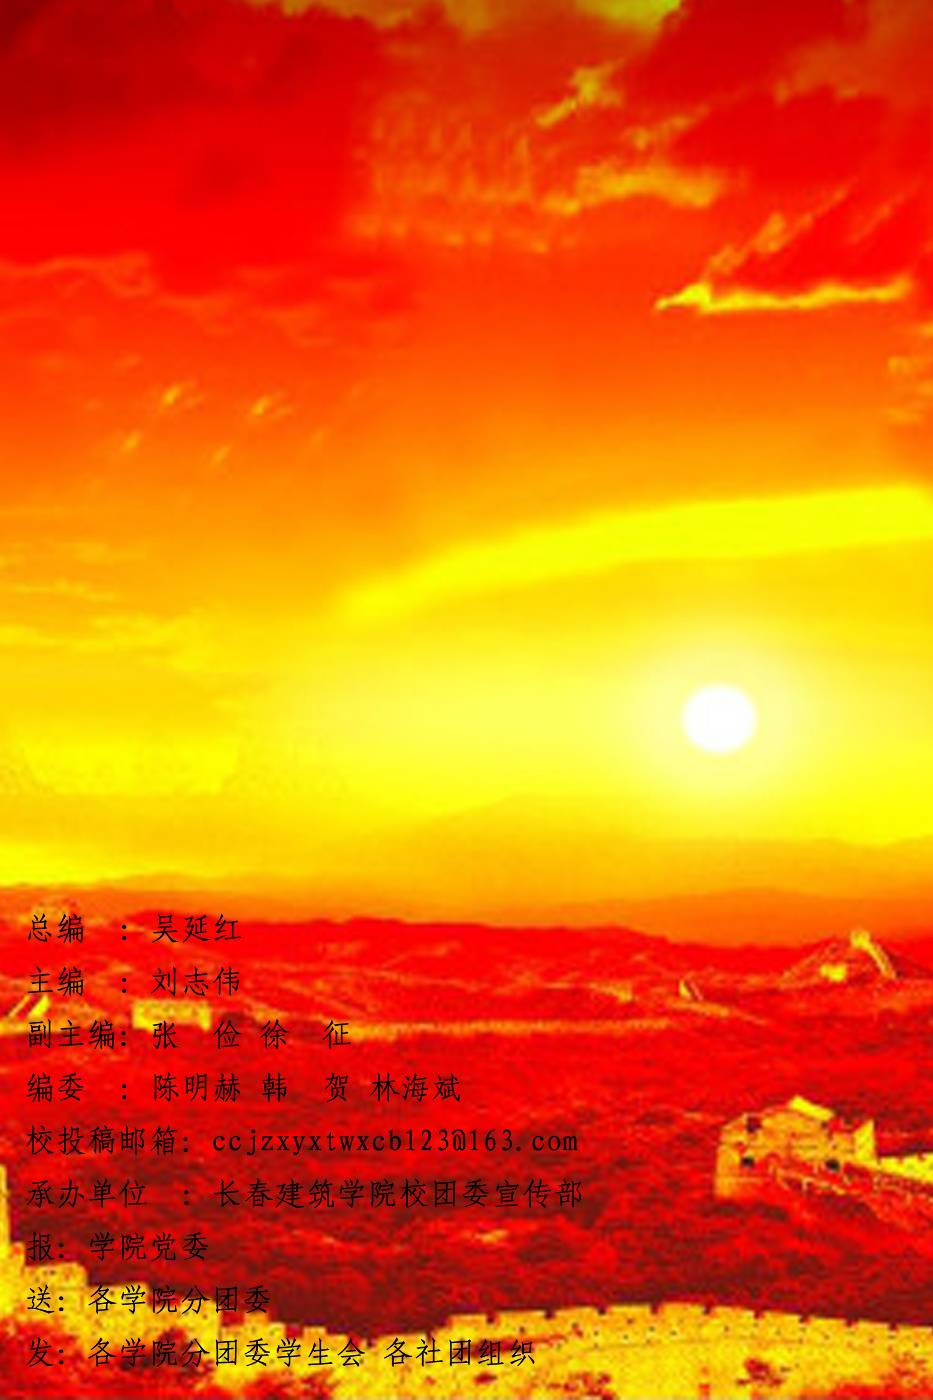 总编　：吴延红
主编　：刘志伟
副主编：张　俭 徐　征
编委　：陈明赫 韩　贺 林海斌
校投稿邮箱：ccjzxyxtwxcb123@163.com
承办单位　：长春建筑学院校团委宣传部
报：学院党委
送：各学院分团委
发：各学院分团委学生会 各社团组织